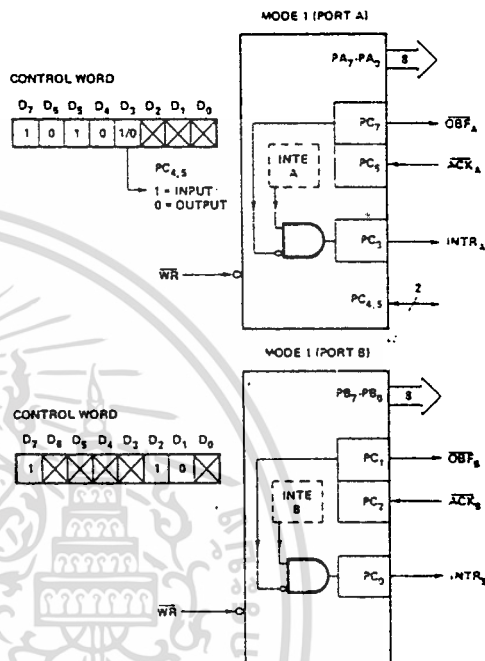 MODE 1 (PORT A)
PA7-PA0
8
CONTROL WORD
D7 D6 D5 D4 D3 D2 D1 D0
1 0 1 0 1/0
PC4,5
1 = INPUT
0 = OUTPUT
PC7
OBFA
INTE
A
PC6
ACKA
PC3
INTRA
WR
PC4,5
2
MODE 1 (PORT B)
PB7-PB0
8
CONTROL WORD
D7 D6 D5 D4 D3 D2 D1 D0
1 1 0
PC1
OBFB
INTE
B
PC2
ACKB
PC0
INTRB
WR